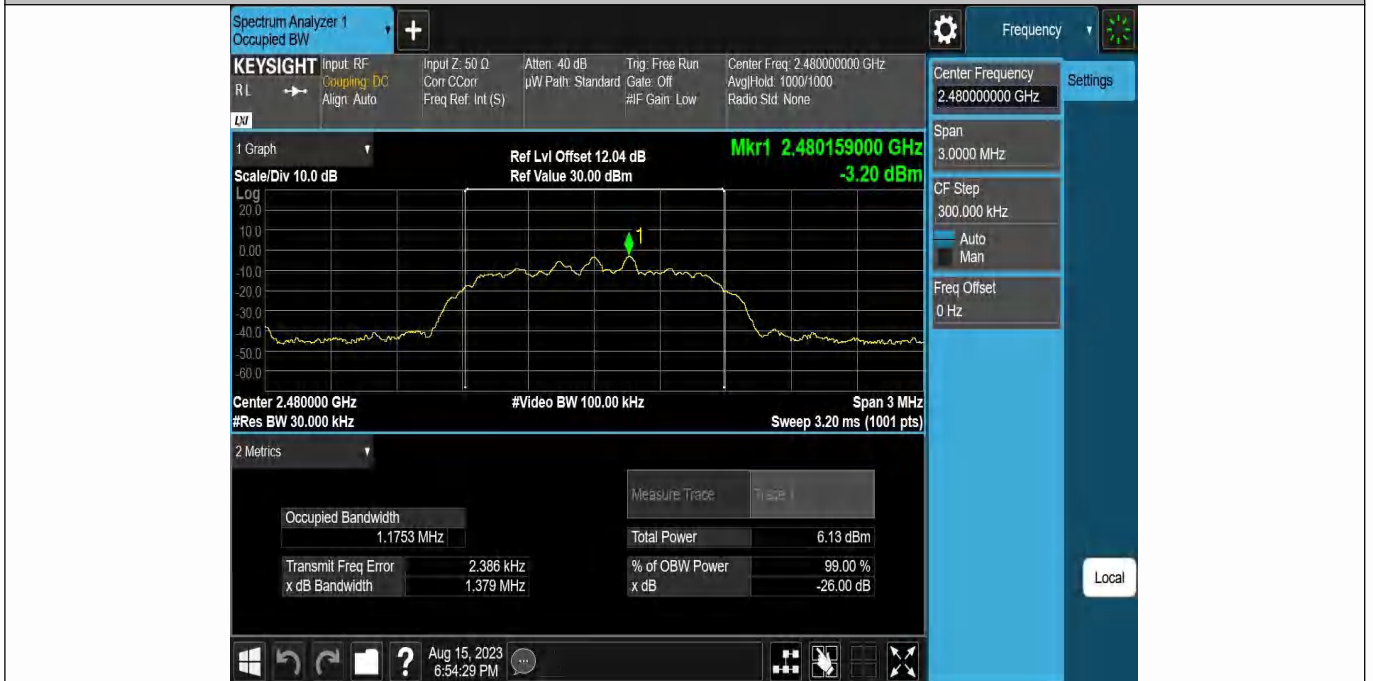 Spectrum Analyzer 1
Occupied BW
+
Frequency
KEYSIGHT
R L
LXI
Input: RF
Coupling: DC
Align: Auto
Input Z: 50 Ω
Corr CCorr
Freq Ref: Int (S)
Atten: 40 dB
µW Path: Standard
Trig: Free Run
Gate: Off
#IF Gain: Low
Center Freq: 2.480000000 GHz
Avg|Hold: 1000/1000
Radio Std: None
Center Frequency
2.480000000 GHz
Settings
Span
3.0000 MHz
CF Step
300.000 kHz
Auto
Man
Freq Offset
0 Hz
Local
1 Graph
Scale/Div 10.0 dB
Ref Lvl Offset 12.04 dB
Ref Value 30.00 dBm
Mkr1 2.480159000 GHz
-3.20 dBm
Log
20.0
10.0
0.00
-10.0
-20.0
-30.0
-40.0
-50.0
-60.0
1
Center 2.480000 GHz
#Res BW 30.000 kHz
#Video BW 100.00 kHz
Span 3 MHz
Sweep 3.20 ms (1001 pts)
2 Metrics
Measure Trace Trace 1
Occupied Bandwidth
1.1753 MHz
Total Power 6.13 dBm
Transmit Freq Error 2.386 kHz
% of OBW Power 99.00 %
x dB Bandwidth 1.379 MHz
x dB -26.00 dB
?
Aug 15, 2023
6:54:29 PM